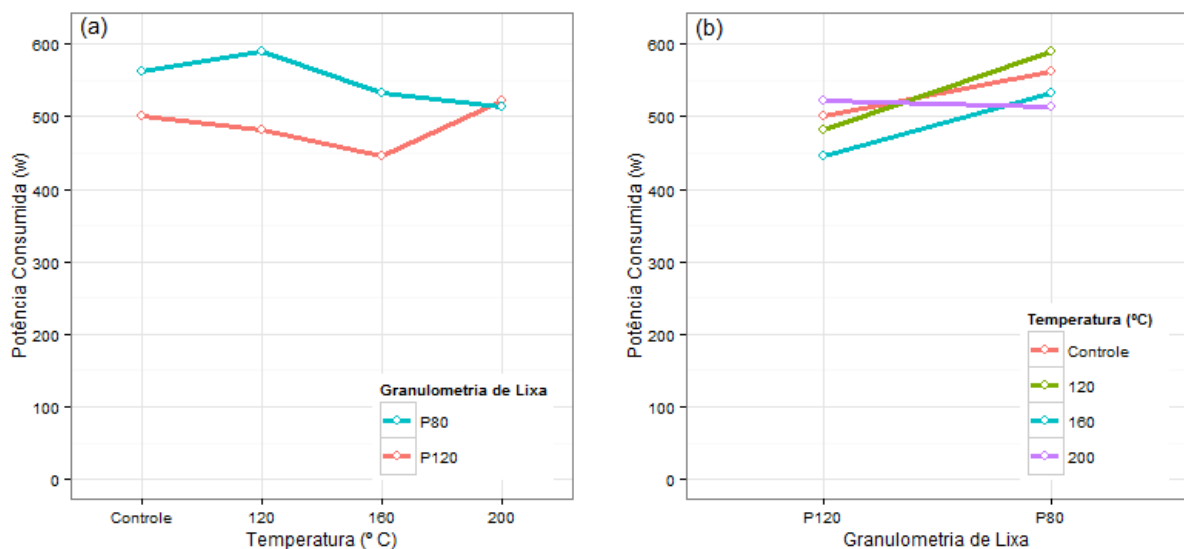 (a)
Potência Consumida (w)
600
500
400
300
200
100
0
Granulometria de Lixa
P80
P120
Controle 120 160 200
Temperatura (º C)
(b)
Potência Consumida (w)
600
500
400
300
200
100
0
Temperatura (ºC)
Controle
120
160
200
P120 P80
Granulometria de Lixa